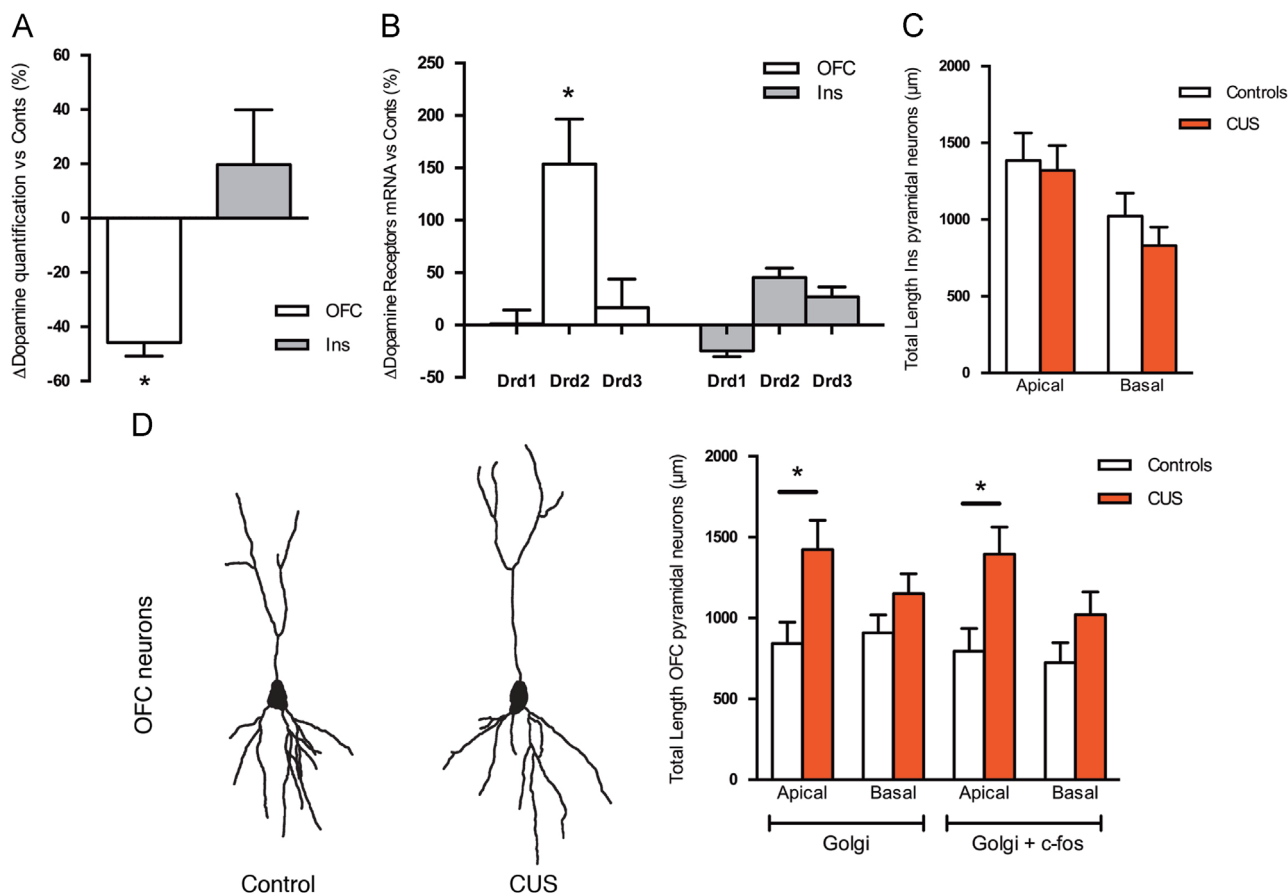 A
ΔDopamine quantification vs Conts (%)
60
40
20
0
-20
-40
-60
*
OFC
Ins
B
ΔDopamine Receptors mRNA vs Conts (%)
250
200
150
100
50
0
-50
*
OFC
Ins
Drd1 Drd2 Drd3 Drd1 Drd2 Drd3
C
Total Length Ins pyramidal neurons (μm)
2000
1500
1000
500
0
Controls
CUS
Apical Basal
D
OFC neurons
Control CUS
Total Length OFC pyramidal neurons (μm)
2000
1500
1000
500
0
* *
Controls
CUS
Apical Basal Apical Basal
Golgi Golgi + c-fos